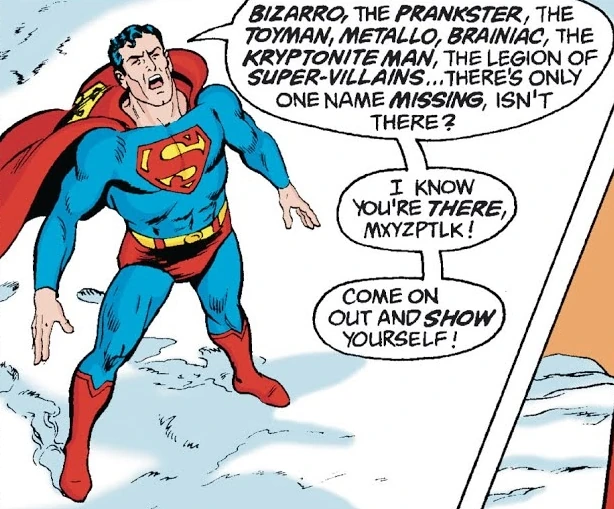 BIZARRO, THE PRANKSTER, THE
TOYMAN, METALLO, BRAINIAC, THE
KRYPTONITE MAN, THE LEGION OF
SUPER-VILLAINS...THERE'S ONLY
ONE NAME MISSING, ISN'T
THERE?
I KNOW
YOU'RE THERE,
MXYZPTLK!
COME ON
OUT AND SHOW
YOURSELF!
S